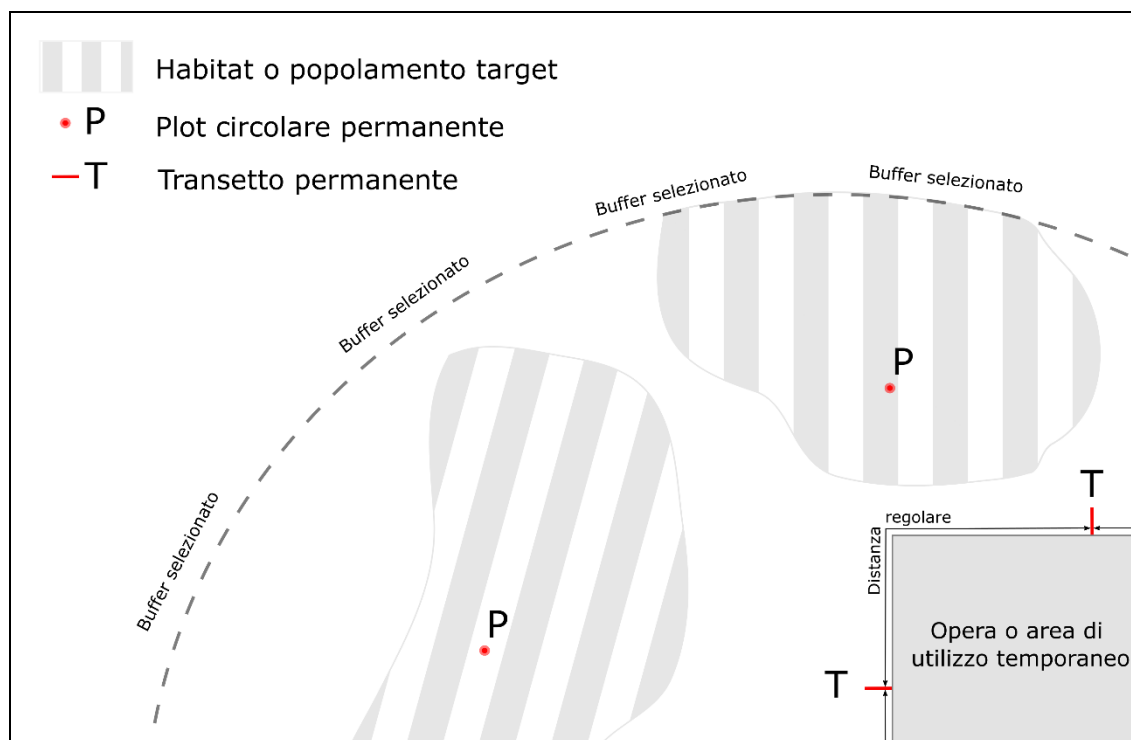 Habitat o popolamento target
P Plot circolare permanente
T Transetto permanente
Buffer selezionato
Buffer selezionato
Buffer selezionato
Buffer selezionato
P
P
T
regolare
Distanza
Opera o area di
utilizzo temporaneo
T